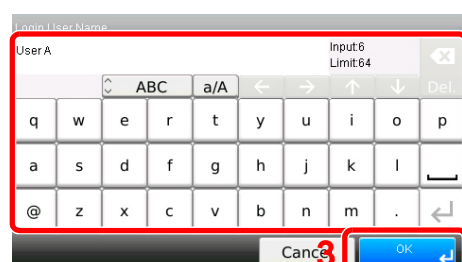 Login User Name
User A
Input:6
Limit:64
ABC a/A Del.
q w e r t y u i o p
a s d f g h j k l
@ z x c v b n m .
Cancel 3 OK